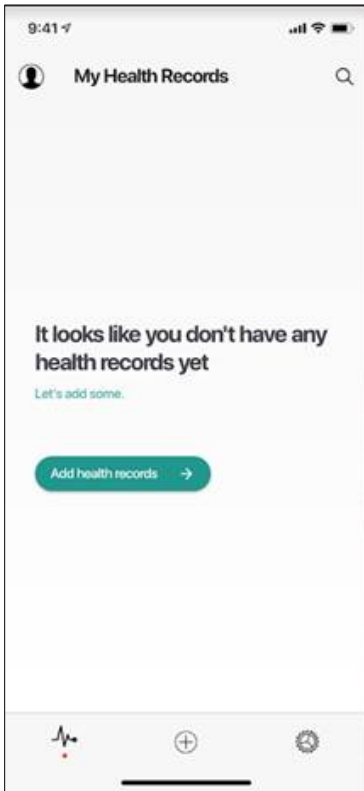 9:41
My Health Records
It looks like you don't have any
health records yet
Let's add some.
Add health records